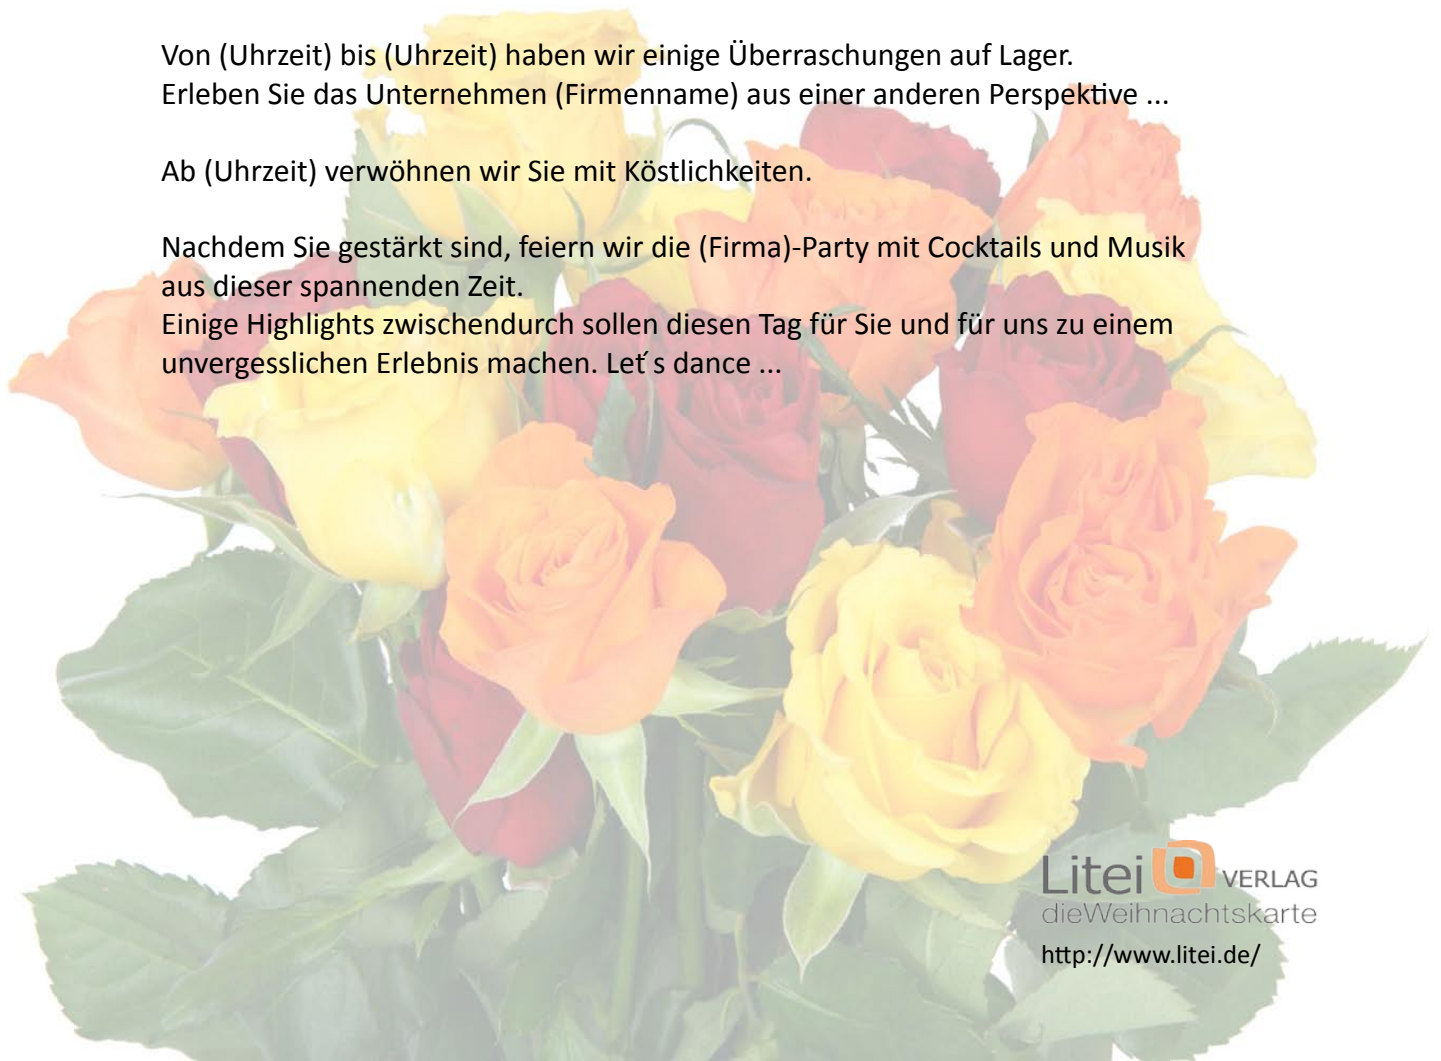 Von (Uhrzeit) bis (Uhrzeit) haben wir einige Überraschungen auf Lager.
Erleben Sie das Unternehmen (Firmenname) aus einer anderen Perspektive ...
Ab (Uhrzeit) verwöhnen wir Sie mit Köstlichkeiten.
Nachdem Sie gestärkt sind, feiern wir die (Firma)-Party mit Cocktails und Musik
aus dieser spannenden Zeit.
Einige Highlights zwischendurch sollen diesen Tag für Sie und für uns zu einem
unvergesslichen Erlebnis machen. Let´s dance ...
Litei VERLAG
dieWeihnachtskarte
http://www.litei.de/